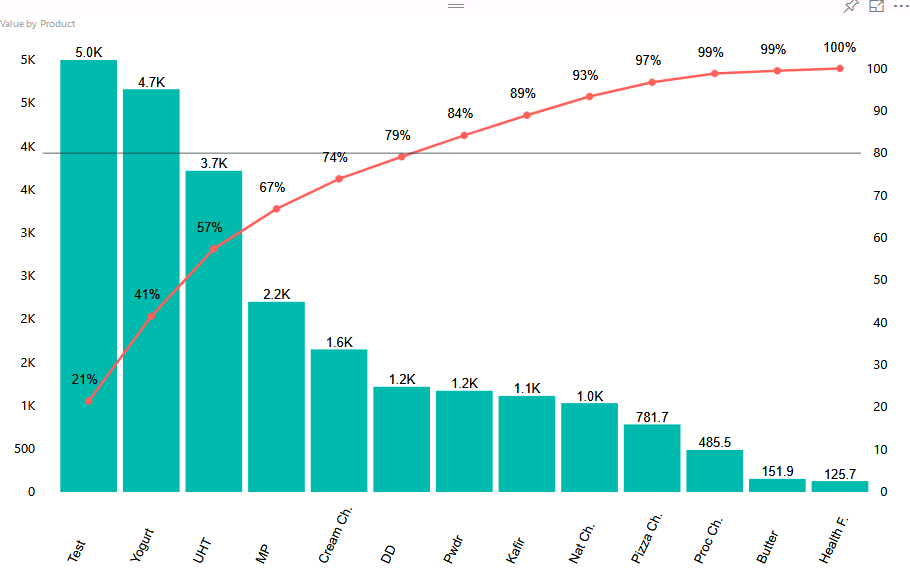 Value by Product
5K
5K
4K
4K
3K
3K
2K
2K
1K
500
0
5.0K
4.7K
3.7K
2.2K
1.6K
1.2K
1.2K
1.1K
1.0K
781.7
485.5
151.9
125.7
21%
41%
57%
67%
74%
79%
84%
89%
93%
97%
99%
99%
100%
100
90
80
70
60
50
40
30
20
10
0
Test
Yogurt
UHT
MP
Cream Ch.
DD
Pwdr
Kafir
Nat Ch.
Pizza Ch.
Proc Ch.
Butter
Health F.